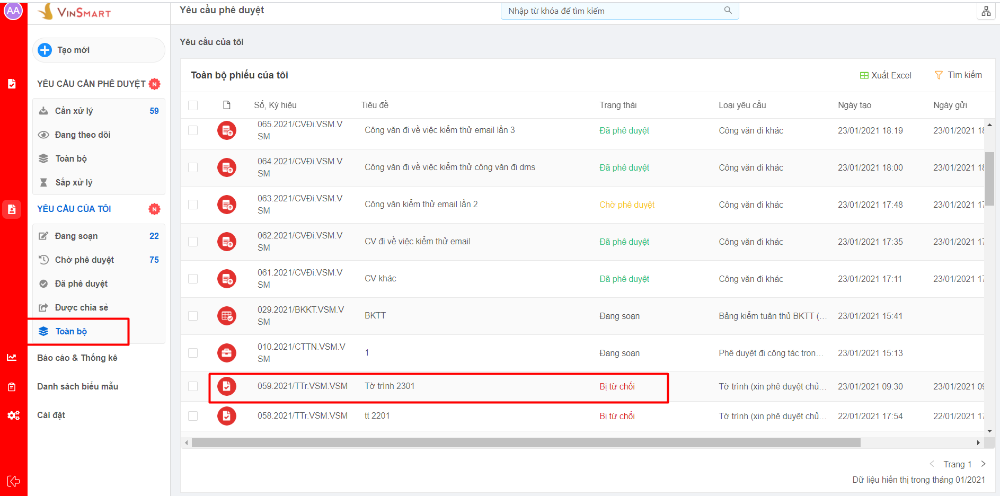 AA
VINSMART
Yêu cầu phê duyệt
Nhập từ khóa để tìm kiếm
Tạo mới
YÊU CẦU CẦN PHÊ DUYỆT N
Cần xử lý 59
Đang theo dõi
Toàn bộ
Sắp xử lý
YÊU CẦU CỦA TÔI N
Đang soạn 22
Chờ phê duyệt 75
Đã phê duyệt
Được chia sẻ
Toàn bộ
Báo cáo & Thống kê
Danh sách biểu mẫu
Cài đặt
Yêu cầu của tôi
Toàn bộ phiếu của tôi
Xuất Excel
Tìm kiếm
Số, Ký hiệu Tiêu đề Trạng thái Loại yêu cầu Ngày tạo Ngày gửi
065.2021/CVĐi.VSM.V
SM
Công văn đi về việc kiểm thử email lần 3 Đã phê duyệt Công văn đi khác 23/01/2021 18:19 23/01/2021 18
064.2021/CVĐi.VSM.V
SM
Công văn đi về việc kiểm thử công văn đi dms Đã phê duyệt Công văn đi khác 23/01/2021 18:00 23/01/2021 18
063.2021/CVĐi.VSM.V
SM
Công văn kiểm thử email lần 2 Chờ phê duyệt Công văn đi khác 23/01/2021 17:48 23/01/2021 17
062.2021/CVĐi.VSM.V
SM
CV đi về việc kiểm thử email Đã phê duyệt Công văn đi khác 23/01/2021 17:35 23/01/2021 17
061.2021/CVĐi.VSM.V
SM
CV khác Đã phê duyệt Công văn đi khác 23/01/2021 17:11 23/01/2021 17
029.2021/BKKT.VSM.V
SM
BKTT Đang soạn Bảng kiểm tuân thủ BKTT (... 23/01/2021 15:41
010.2021/CTTN.VSM.V
SM
1 Đang soạn Phê duyệt đi công tác tron... 23/01/2021 15:13
059.2021/TTr.VSM.VSM Tờ trình 2301 Bị từ chối Tờ trình (xin phê duyệt chủ... 23/01/2021 09:30 23/01/2021 09
058.2021/TTr.VSM.VSM tt 2201 Bị từ chối Tờ trình (xin phê duyệt chủ... 22/01/2021 17:54 22/01/2021 17
Trang 1
Dữ liệu hiển thị trong tháng 01/2021